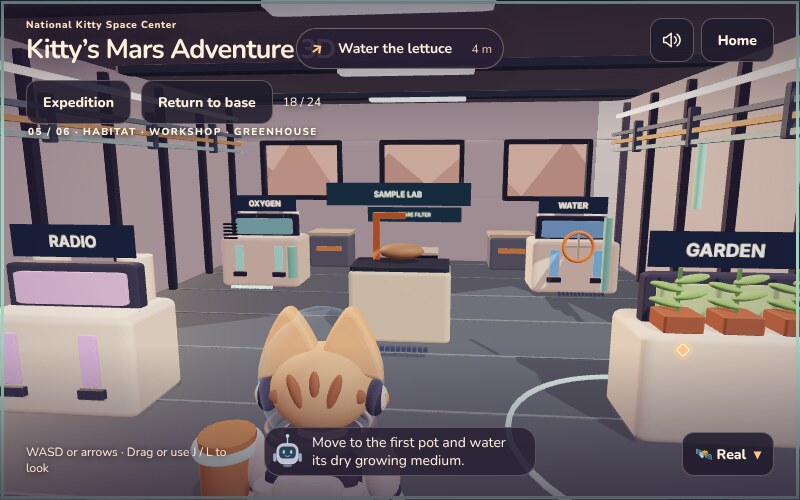 National Kitty Space Center
Kitty's Mars Adventure 3D
Water the lettuce 4 m
Home
Expedition
Return to base
18 / 24
05 / 06 · HABITAT · WORKSHOP · GREENHOUSE
SAMPLE LAB
OXYGEN
WATER
FILTER
RADIO
GARDEN
WASD or arrows · Drag or use J / L to
look
Move to the first pot and water
its dry growing medium.
Real